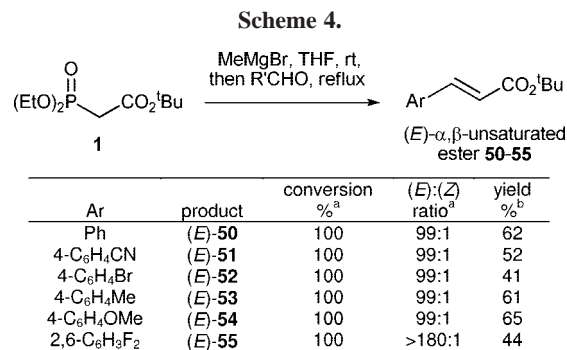 Scheme 4.
MeMgBr, THF, rt,
then R'CHO, reflux
O
(EtO)₂P CO₂ᵗBu
1
Ar CO₂ᵗBu
(E)-α,β-unsaturated
ester 50-55
Ar product conversion %ᵃ (E):(Z) ratioᵃ yield %ᵇ
Ph (E)-50 100 99:1 62
4-C₆H₄CN (E)-51 100 99:1 52
4-C₆H₄Br (E)-52 100 99:1 41
4-C₆H₄Me (E)-53 100 99:1 61
4-C₆H₄OMe (E)-54 100 99:1 65
2,6-C₆H₃F₂ (E)-55 100 >180:1 44